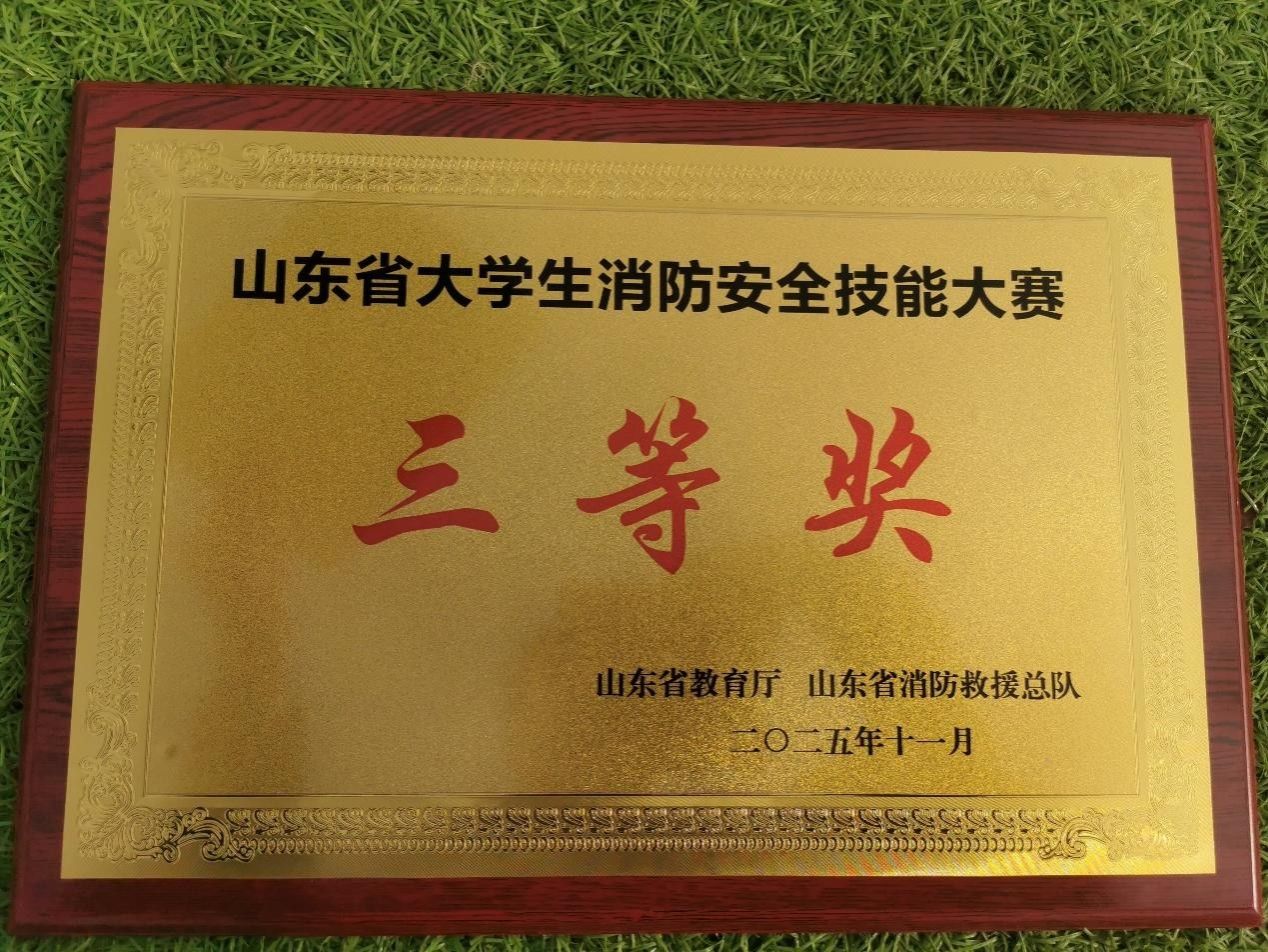 山东省大学生消防安全技能大赛
三等奖
山东省教育厅 山东省消防救援总队
二〇二五年十一月